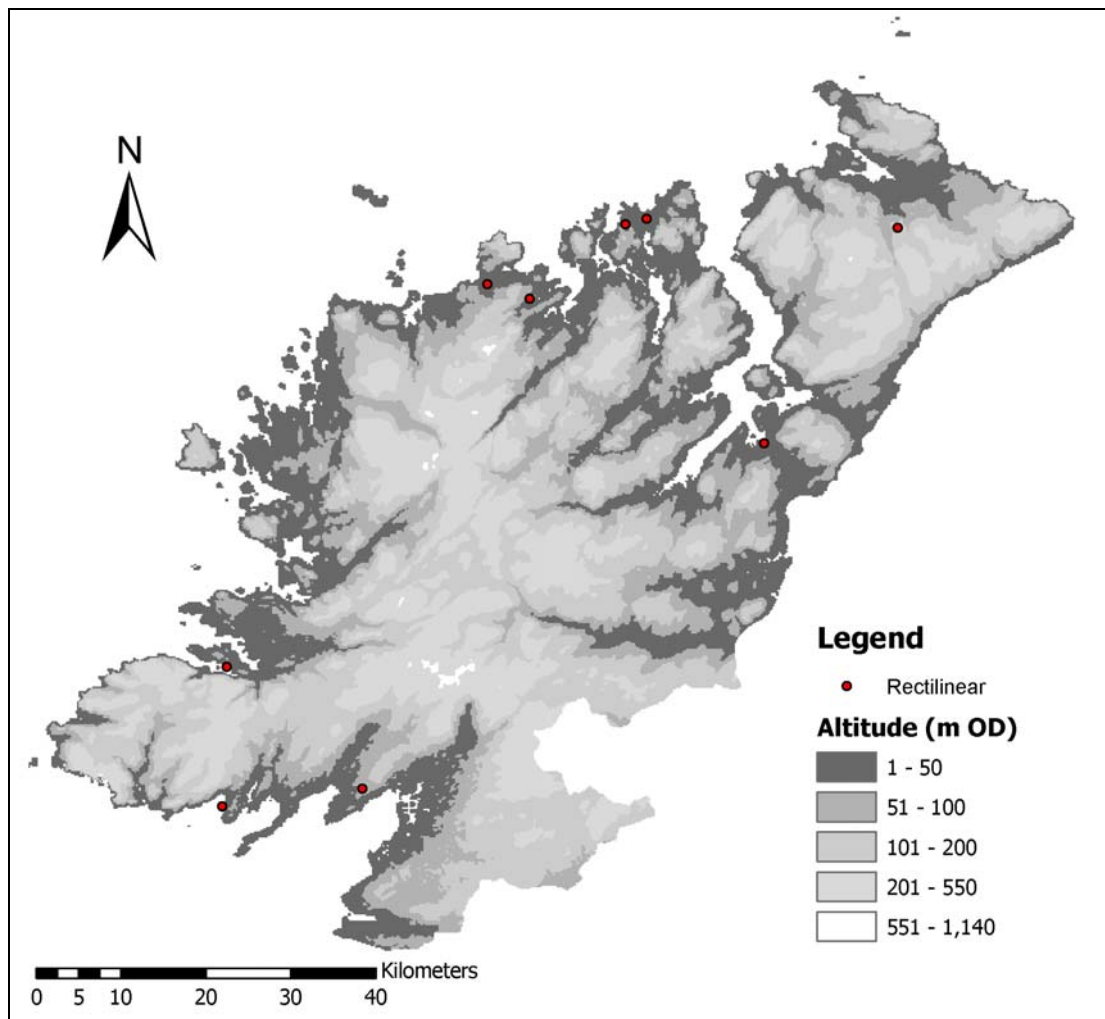 N
Legend
Rectilinear
Altitude (m OD)
1 - 50
51 - 100
101 - 200
201 - 550
551 - 1,140
Kilometers
0 5 10 20 30 40